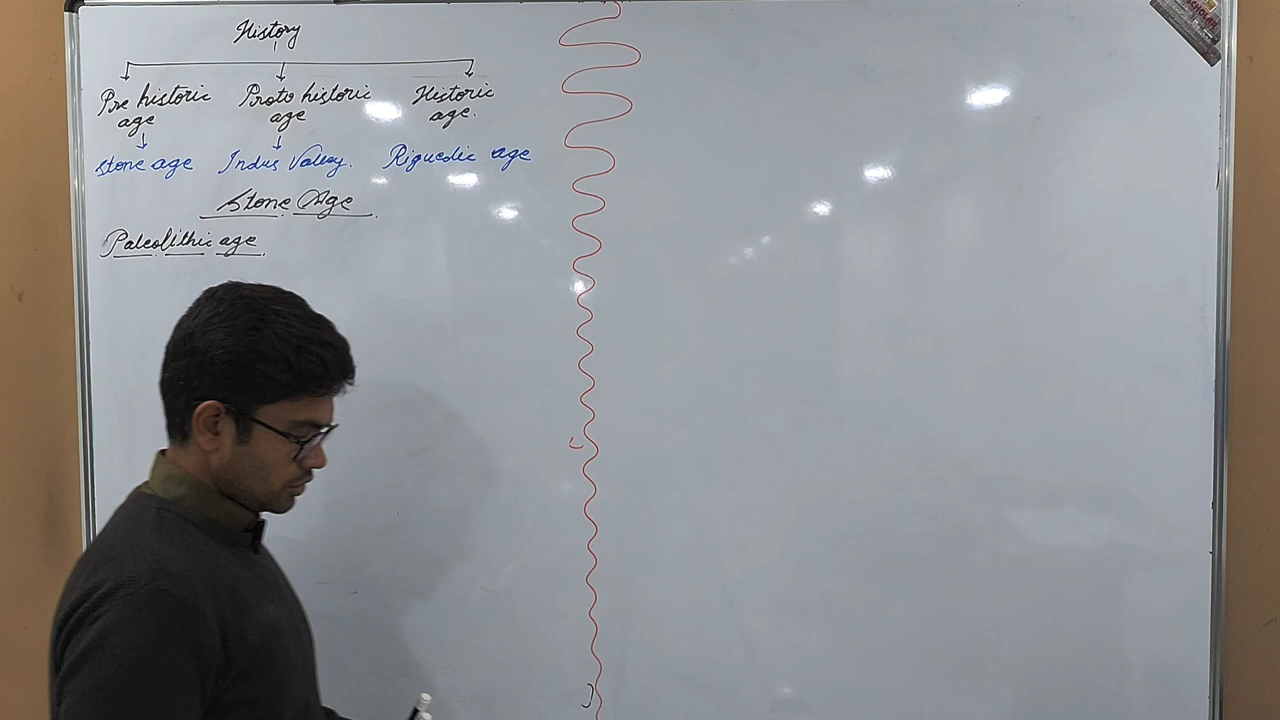 History
Pre historic age
Proto historic age
Historic age.
Stone age
Indus Valley.
Rigvedic age
Stone Age
Paleolithic age
SCHOLAR